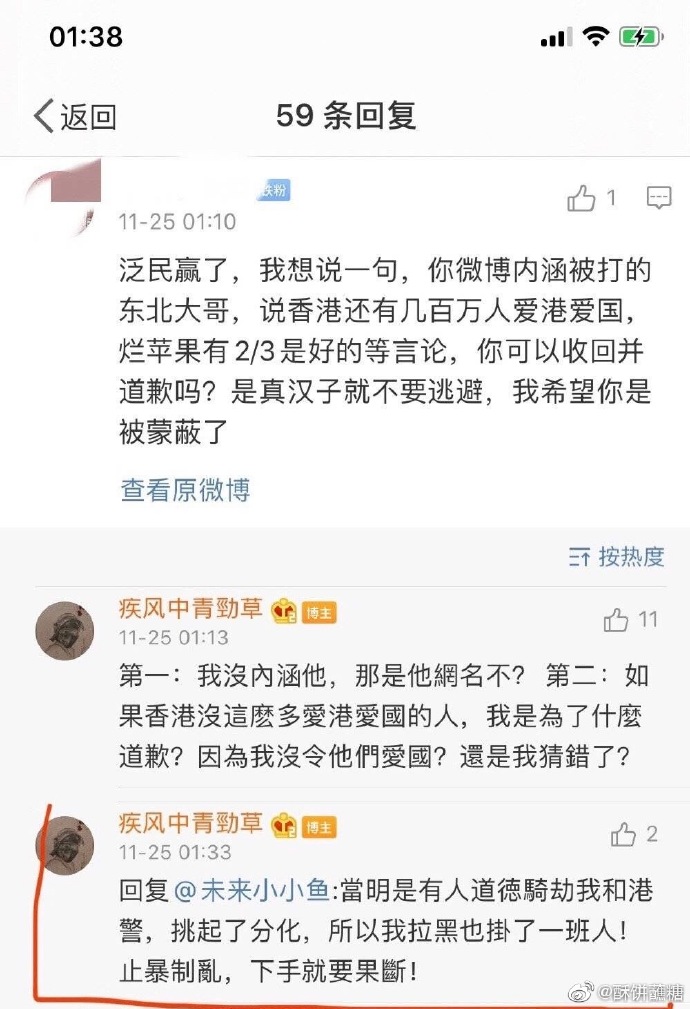 01:38
返回
59 条回复
铁粉
1
11-25 01:10
泛民赢了，我想说一句，你微博内涵被打的
东北大哥，说香港还有几百万人爱港爱国，
烂苹果有2/3是好的等言论，你可以收回并
道歉吗？是真汉子就不要逃避，我希望你是
被蒙蔽了
查看原微博
按热度
疾风中青勁草 博主
11
11-25 01:13
第一：我沒內涵他，那是他網名不？ 第二：如
果香港沒這麽多愛港愛國的人，我是為了什麼
道歉？因為我沒令他們愛國？還是我猜錯了？
疾风中青勁草 博主
2
11-25 01:33
回复@未来小小鱼:當明是有人道德騎劫我和港
警，挑起了分化，所以我拉黑也掛了一班人！
止暴制亂，下手就要果斷！
@酥饼蘸糖